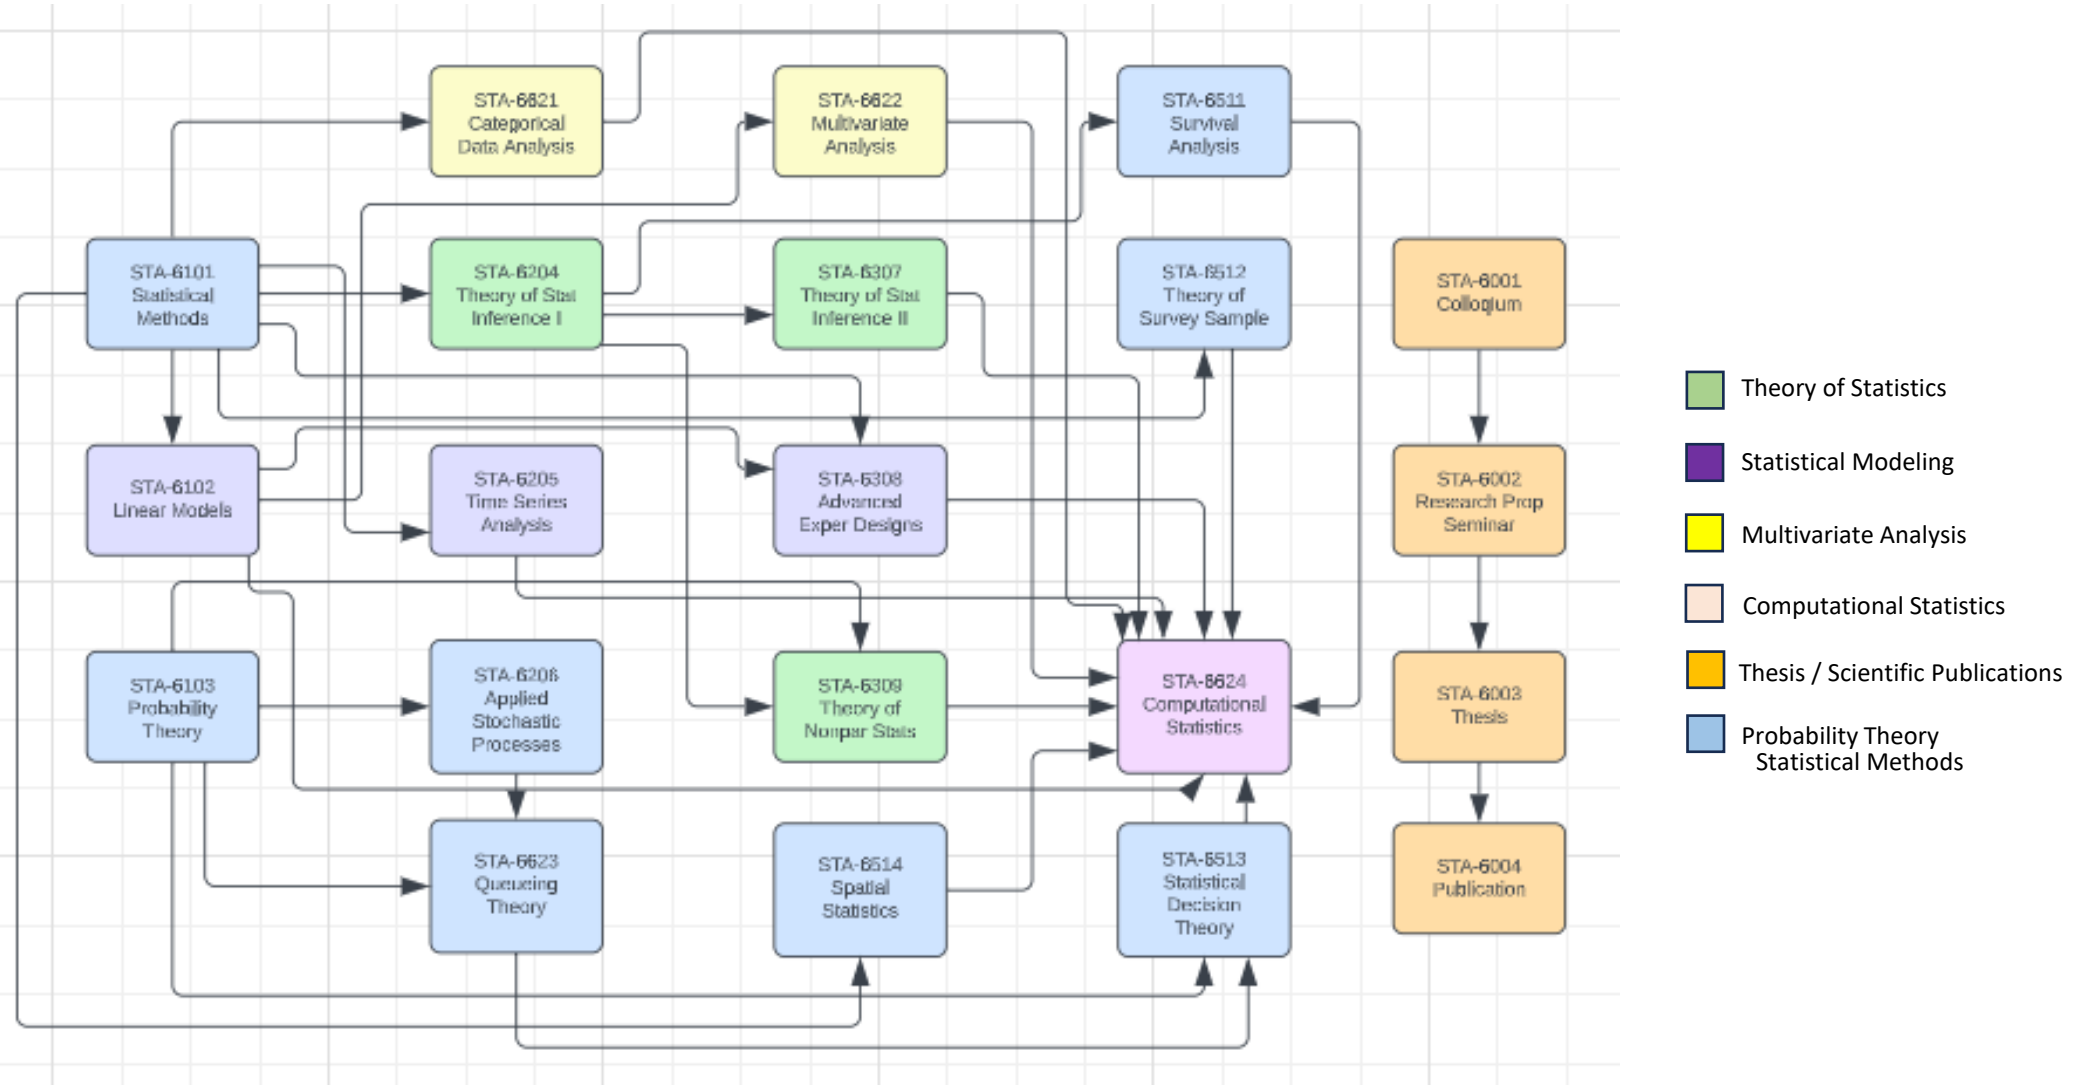 STA-6621
Categorical
Data Analysis
STA-6622
Multivariate
Analysis
STA-6511
Survival
Analysis
STA-6101
Statistical
Methods
STA-6204
Theory of Stat
Inference I
STA-6307
Theory of Stat
Inference II
STA-6512
Theory of
Survey Sample
STA-6001
Colloqium
STA-6102
Linear Models
STA-6205
Time Series
Analysis
STA-6308
Advanced
Exper Designs
STA-6002
Research Prop
Seminar
STA-6103
Probability
Theory
STA-6206
Applied
Stochastic
Processes
STA-6309
Theory of
Nonpar Stats
STA-6624
Computational
Statistics
STA-6003
Thesis
STA-6623
Queueing
Theory
STA-6514
Spatial
Statistics
STA-6513
Statistical
Decision
Theory
STA-6004
Publication
Theory of Statistics
Statistical Modeling
Multivariate Analysis
Computational Statistics
Thesis / Scientific Publications
Probability Theory
Statistical Methods